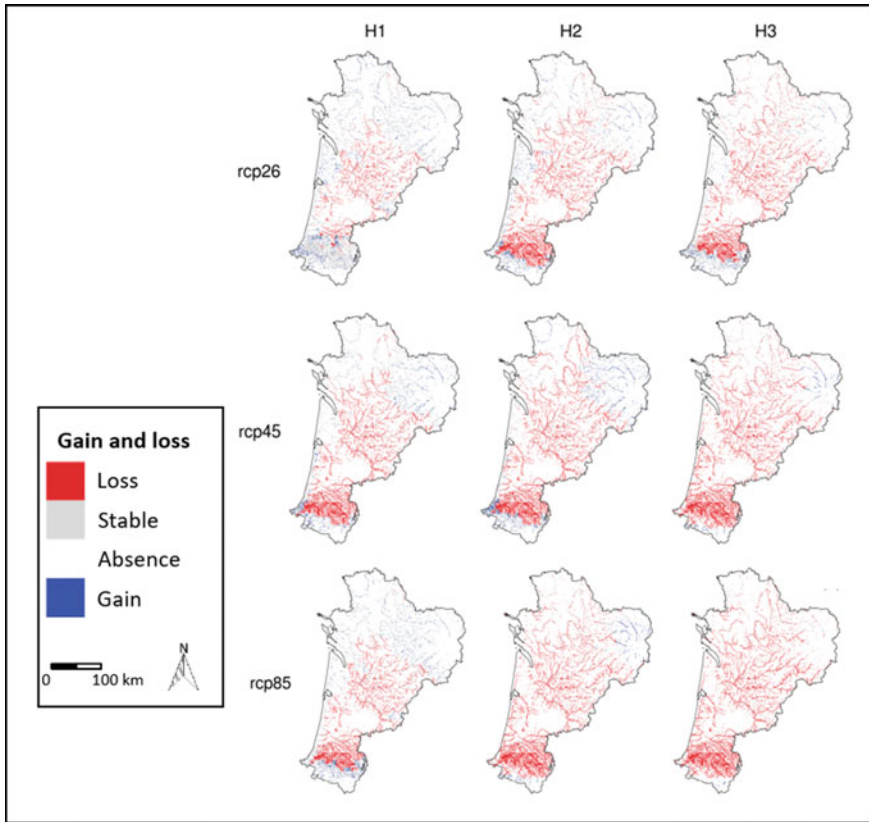 H1 H2 H3
rcp26
rcp45
Gain and loss
Loss
Stable
Absence
Gain
N
0 100 km
rcp85